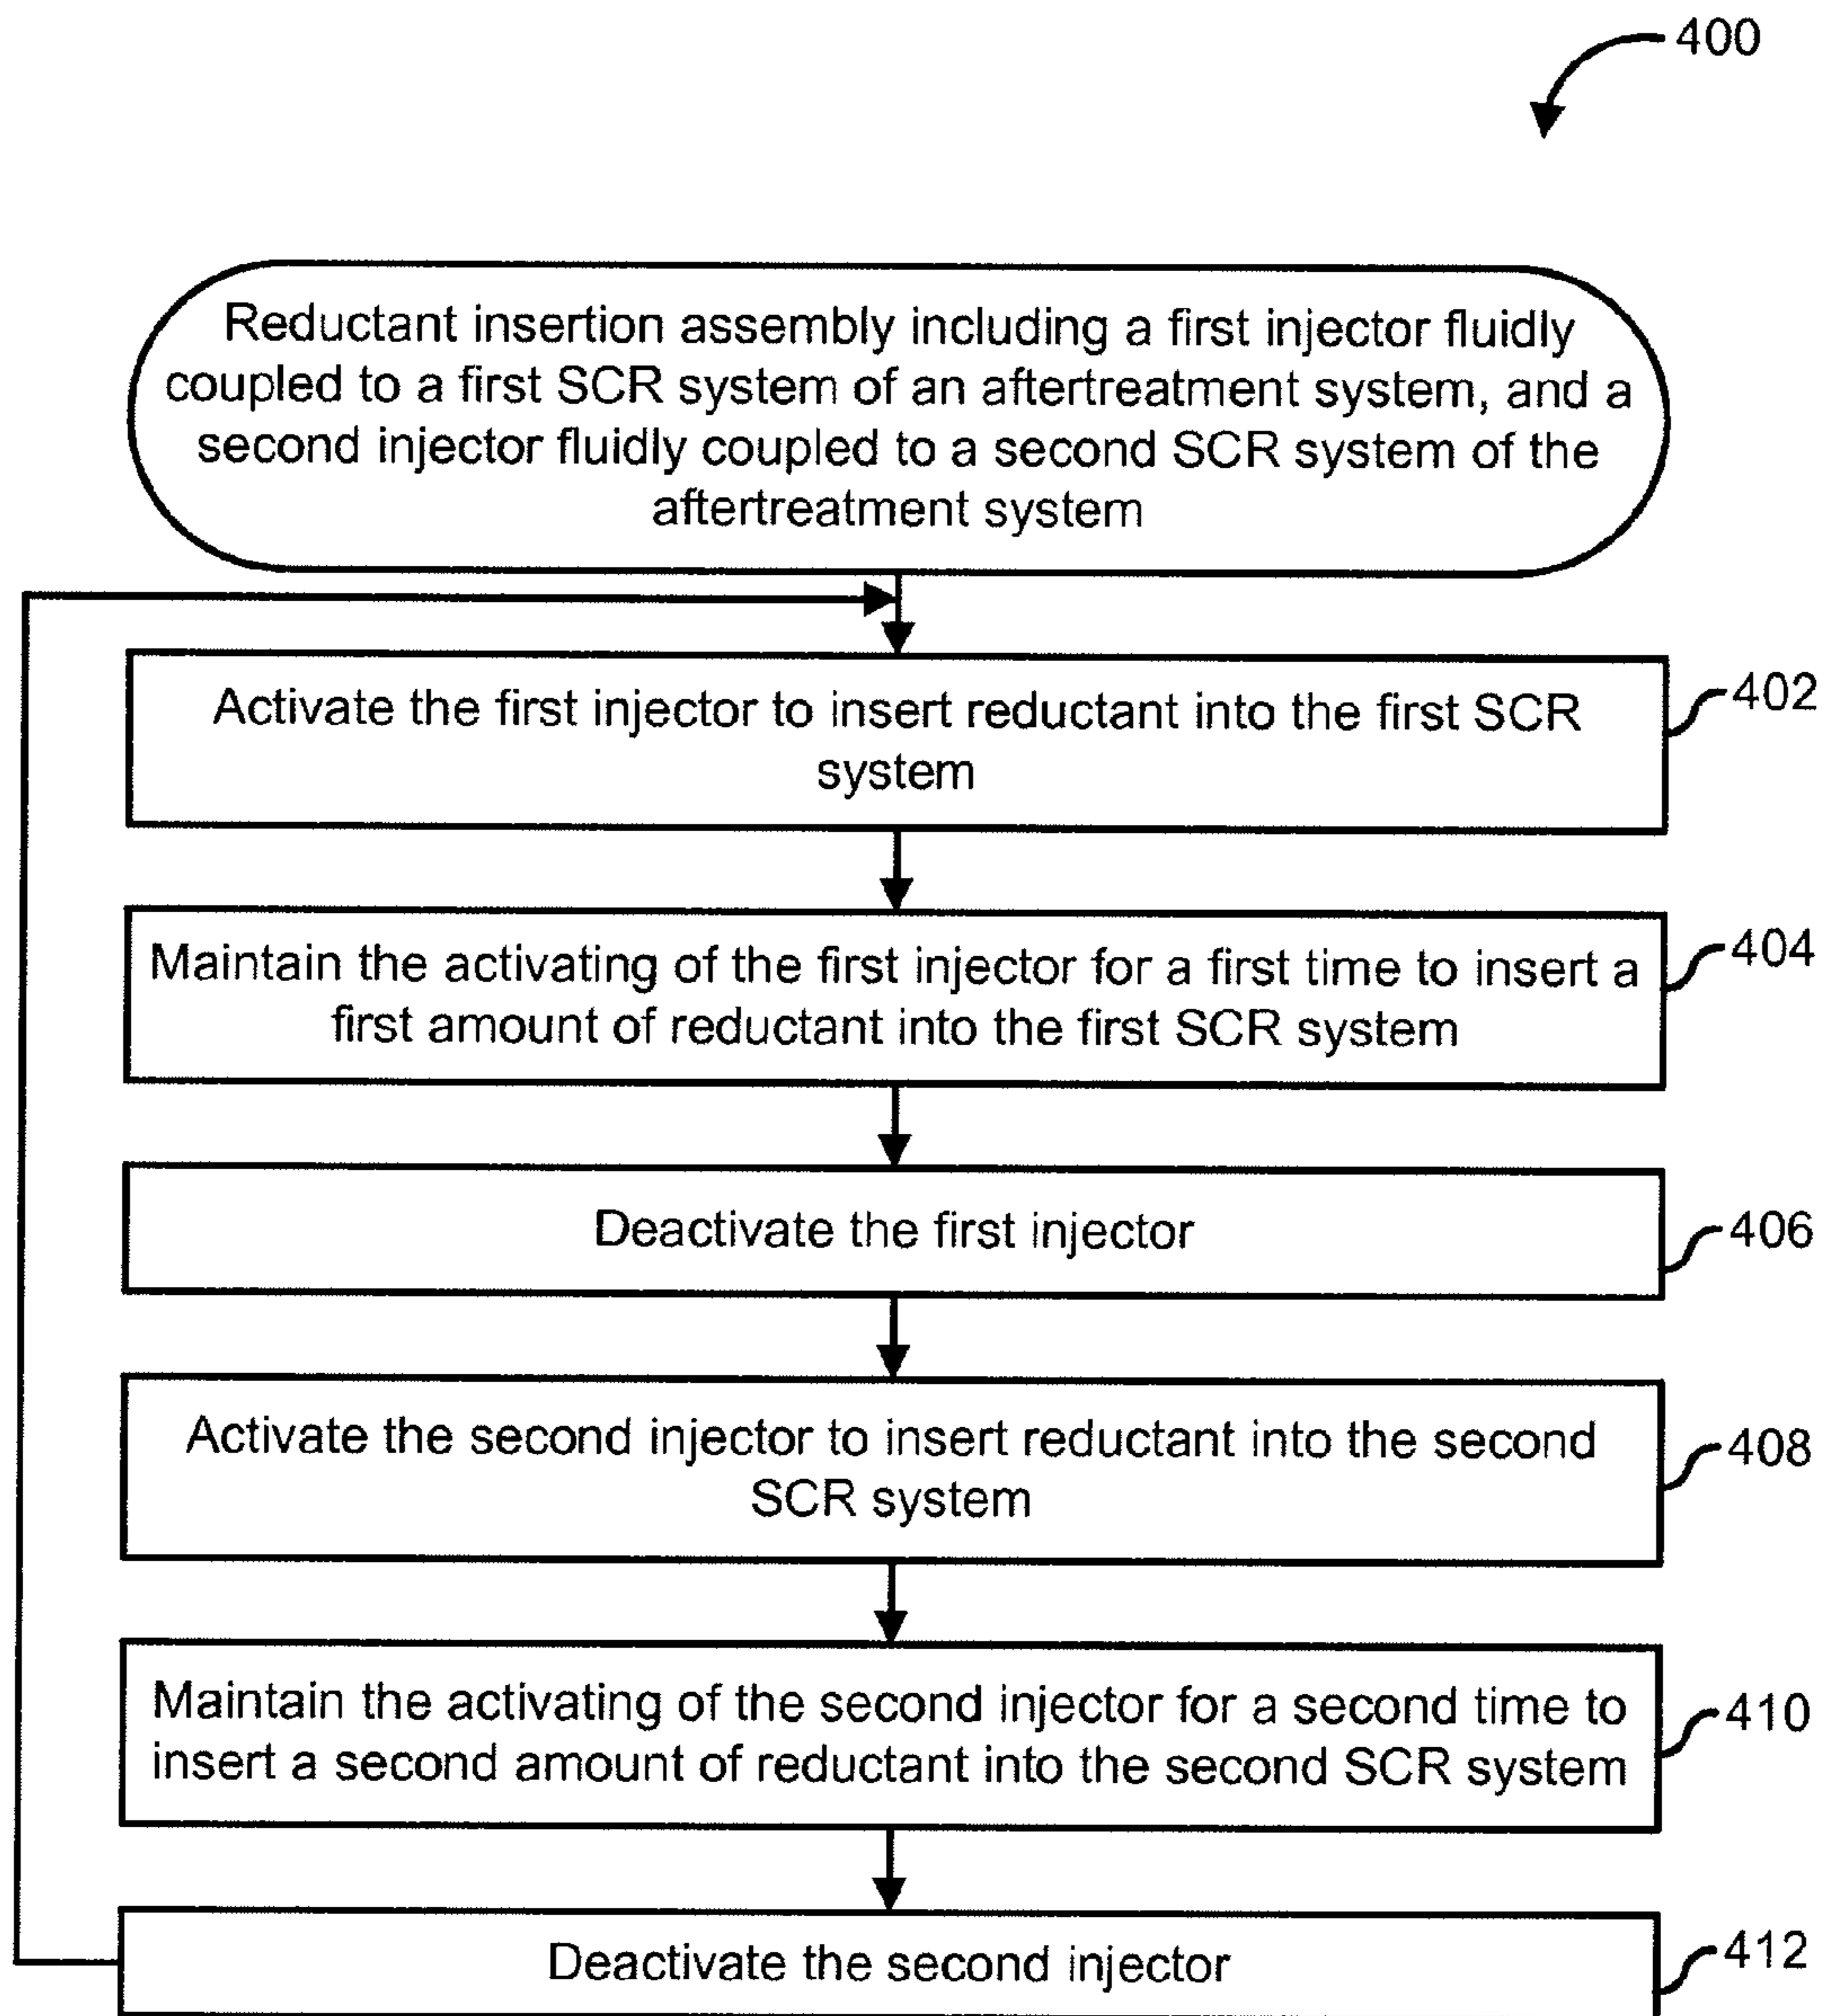 400
Reductant insertion assembly including a first injector fluidly
coupled to a first SCR system of an aftertreatment system, and a
second injector fluidly coupled to a second SCR system of the
aftertreatment system
Activate the first injector to insert reductant into the first SCR
system
402
Maintain the activating of the first injector for a first time to insert a
first amount of reductant into the first SCR system
404
Deactivate the first injector
406
Activate the second injector to insert reductant into the second
SCR system
408
Maintain the activating of the second injector for a second time to
insert a second amount of reductant into the second SCR system
410
Deactivate the second injector
412